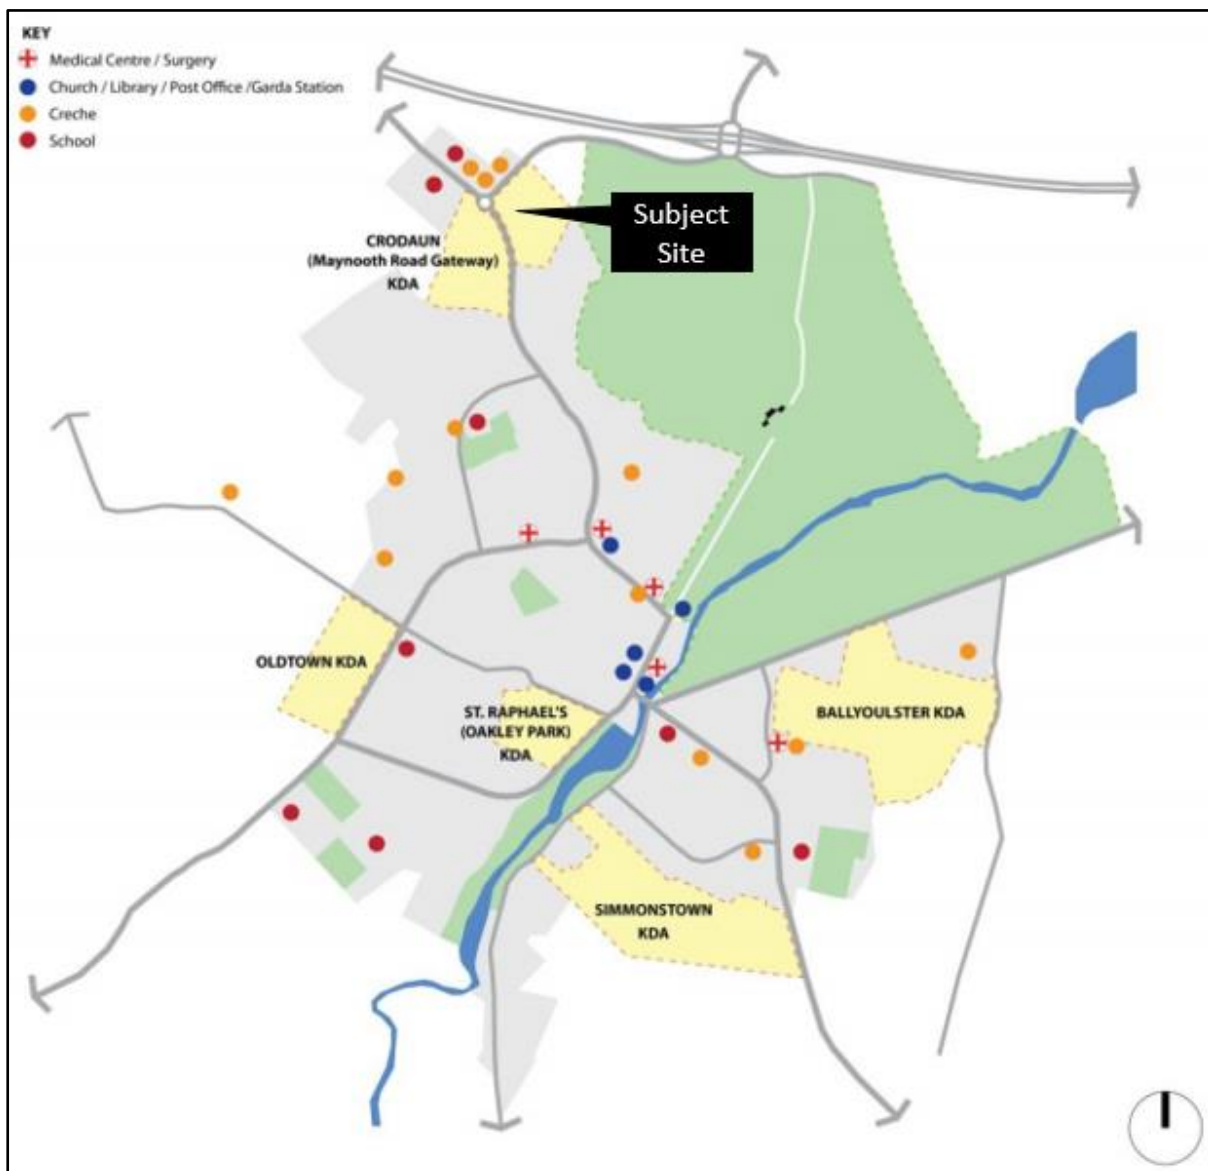 KEY
Medical Centre / Surgery
Church / Library / Post Office /Garda Station
Creche
School
Subject
Site
CRODAUN
(Maynooth Road Gateway)
KDA
OLDTOWN KDA
ST. RAPHAEL'S
(OAKLEY PARK)
KDA
BALLYOULSTER KDA
SIMMONSTOWN
KDA